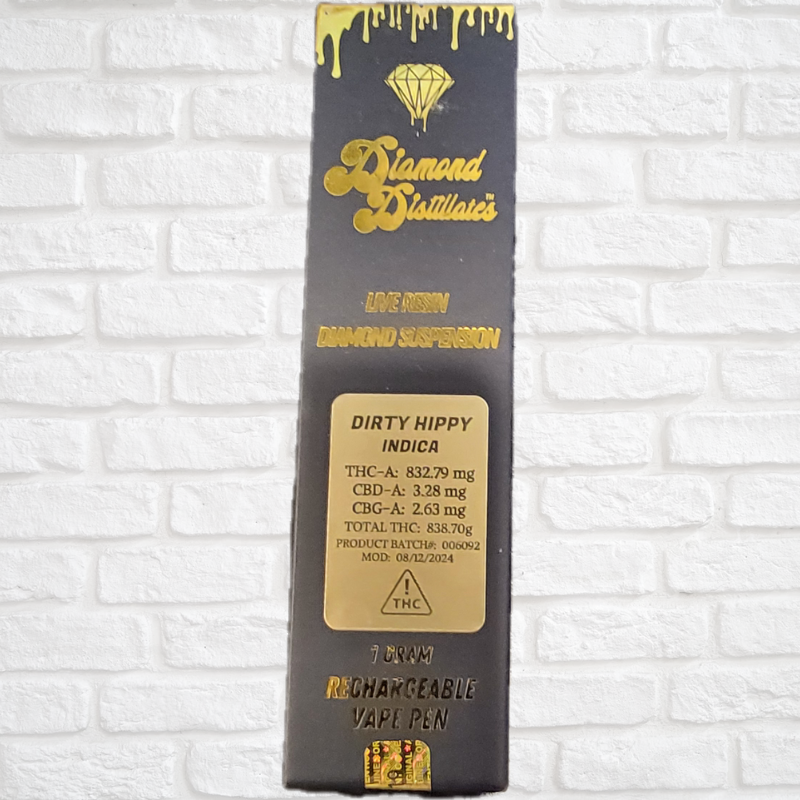 Diamond
Distillates™
LIVE RESIN
DIAMOND SUSPENSION
DIRTY HIPPY
INDICA
THC-A: 832.79 mg
CBD-A: 3.28 mg
CBG-A: 2.63 mg
TOTAL THC: 838.70g
PRODUCT BATCH#: 006092
MOD: 08/12/2024
!
THC
1 GRAM
RECHARGEABLE
VAPE PEN